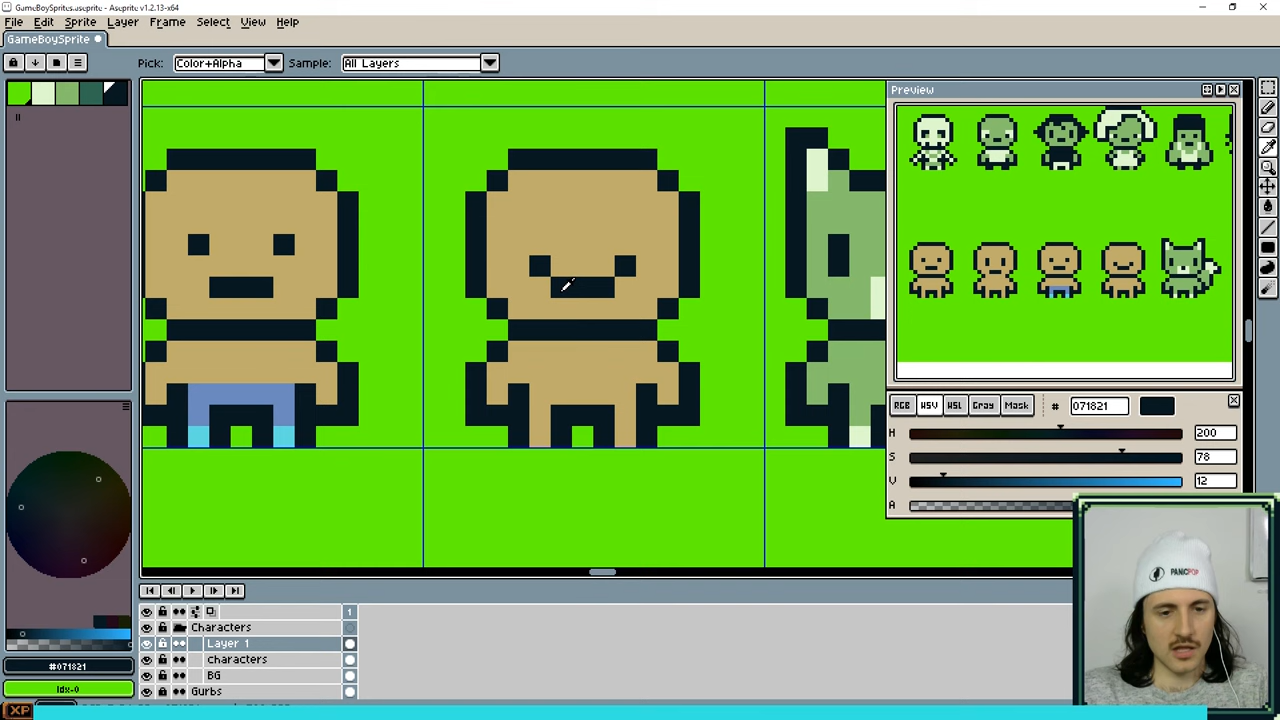 GameBoySprites.aseprite - Aseprite v1.2.13-x64
File Edit Sprite Layer Frame Select View Help
GameBoySprite
Pick: Color+Alpha Sample: All Layers
Preview
RGB HSV HSL Gray Mask # 071821
H 200
S 78
V 12
A
PANICPOP
1
Characters
Layer 1
characters
BG
Gurbs
#071821
Idx-0
XP